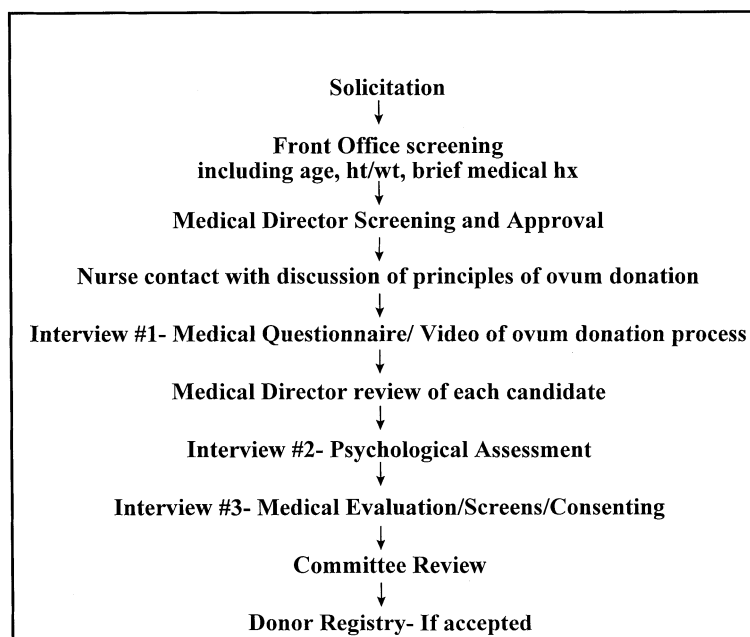 Solicitation
Front Office screening
including age, ht/wt, brief medical hx
Medical Director Screening and Approval
Nurse contact with discussion of principles of ovum donation
Interview #1- Medical Questionnaire/ Video of ovum donation process
Medical Director review of each candidate
Interview #2- Psychological Assessment
Interview #3- Medical Evaluation/Screens/Consenting
Committee Review
Donor Registry- If accepted